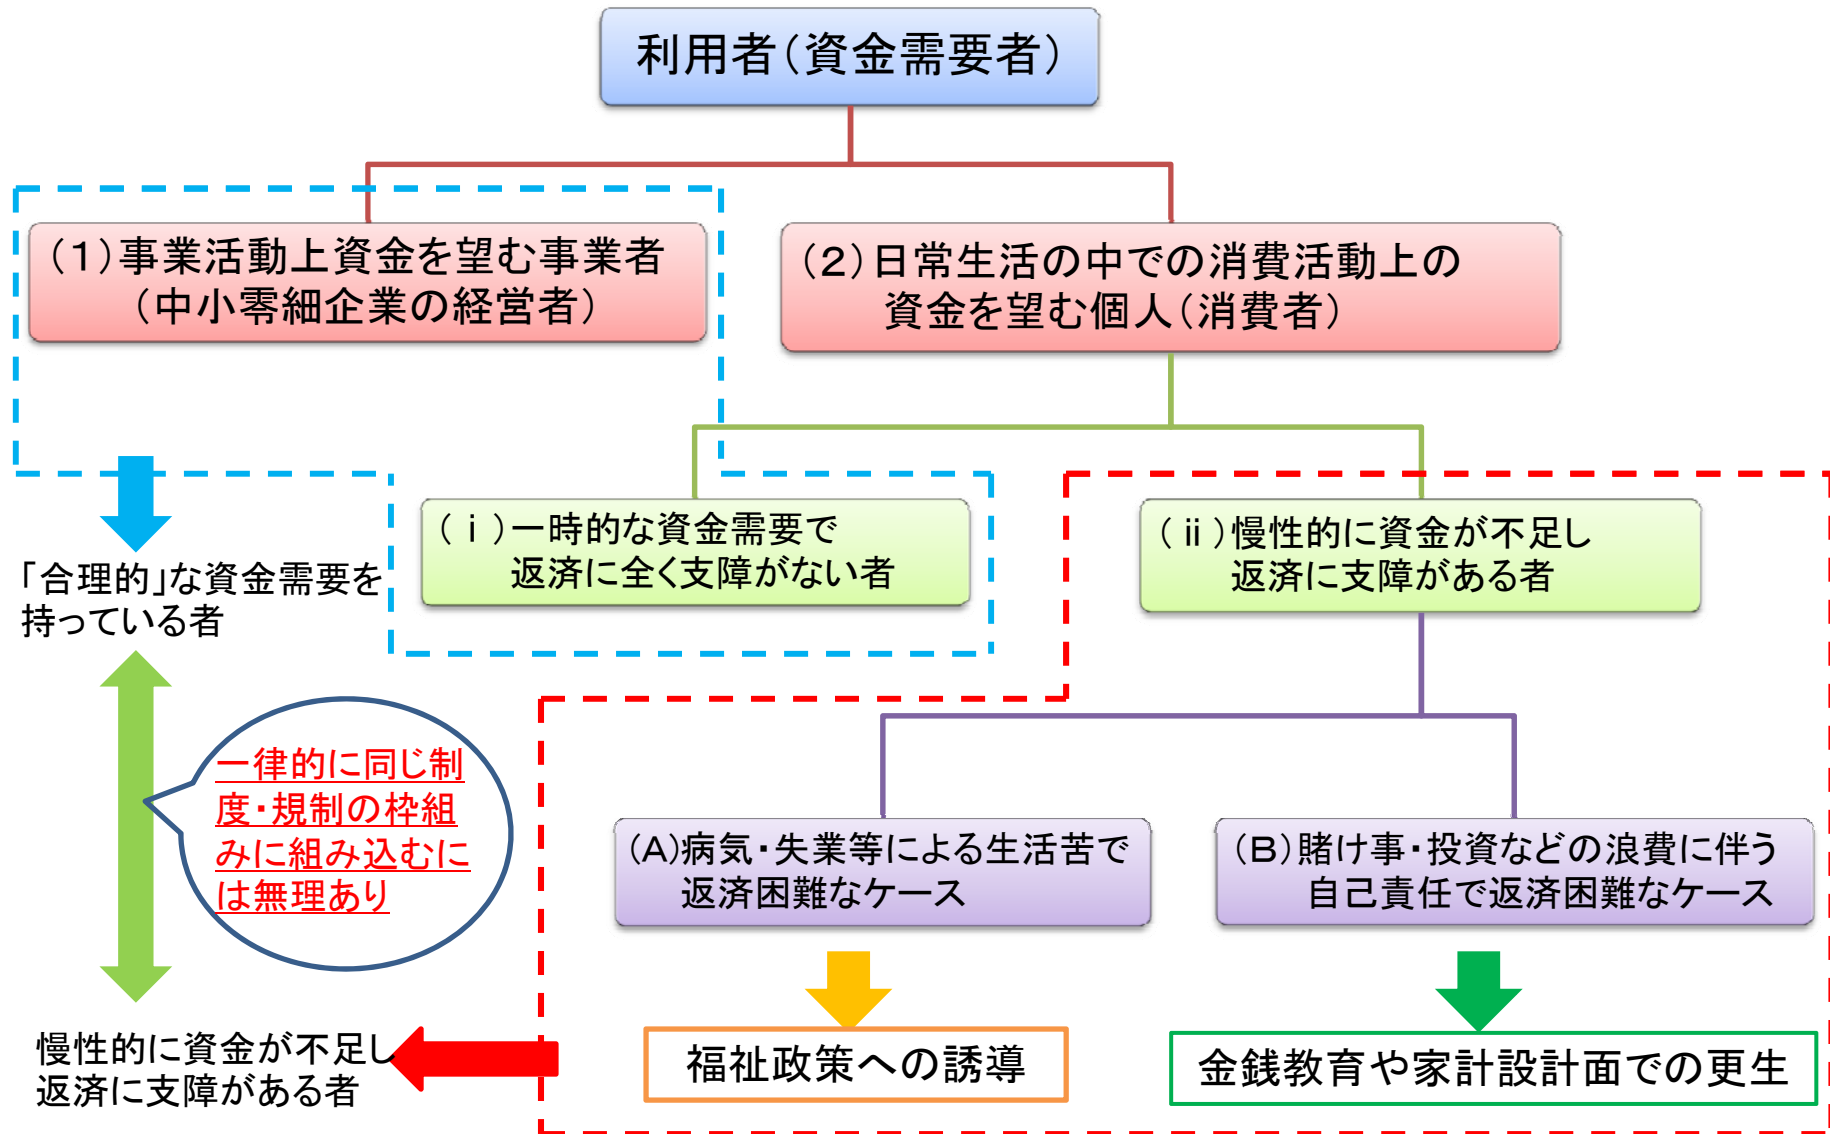 利用者（資金需要者）
（１）事業活動上資金を望む事業者
（中小零細企業の経営者）
（２）日常生活の中での消費活動上の
資金を望む個人（消費者）
（ⅰ）一時的な資金需要で
返済に全く支障がない者
（ⅱ）慢性的に資金が不足し
返済に支障がある者
「合理的」な資金需要を
持っている者
一律的に同じ制
度・規制の枠組
みに組み込むに
は無理あり
（A）病気・失業等による生活苦で
返済困難なケース
（B）賭け事・投資などの浪費に伴う
自己責任で返済困難なケース
慢性的に資金が不足し
返済に支障がある者
福祉政策への誘導
金銭教育や家計設計面での更生